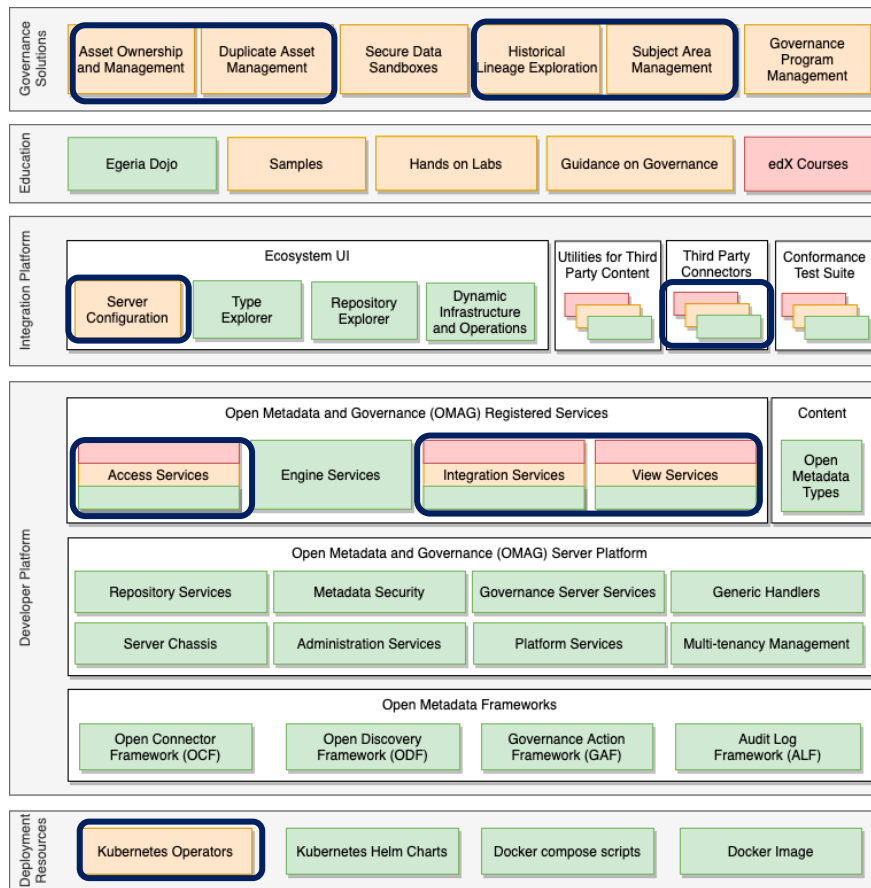 Governance
Solutions
Asset Ownership
and Management
Duplicate Asset
Management
Secure Data
Sandboxes
Historical
Lineage Exploration
Subject Area
Management
Governance
Program
Management
Education
Egeria Dojo
Samples
Hands on Labs
Guidance on Governance
edX Courses
Integration Platform
Ecosystem UI
Server
Configuration
Type
Explorer
Repository
Explorer
Dynamic
Infrastructure
and Operations
Utilities for Third
Party Content
Third Party
Connectors
Conformance
Test Suite
Developer Platform
Open Metadata and Governance (OMAG) Registered Services
Access Services
Engine Services
Integration Services
View Services
Content
Open
Metadata
Types
Open Metadata and Governance (OMAG) Server Platform
Repository Services
Metadata Security
Governance Server Services
Generic Handlers
Server Chassis
Administration Services
Platform Services
Multi-tenancy Management
Open Metadata Frameworks
Open Connector
Framework (OCF)
Open Discovery
Framework (ODF)
Governance Action
Framework (GAF)
Audit Log
Framework (ALF)
Deployment
Resources
Kubernetes Operators
Kubernetes Helm Charts
Docker compose scripts
Docker Image